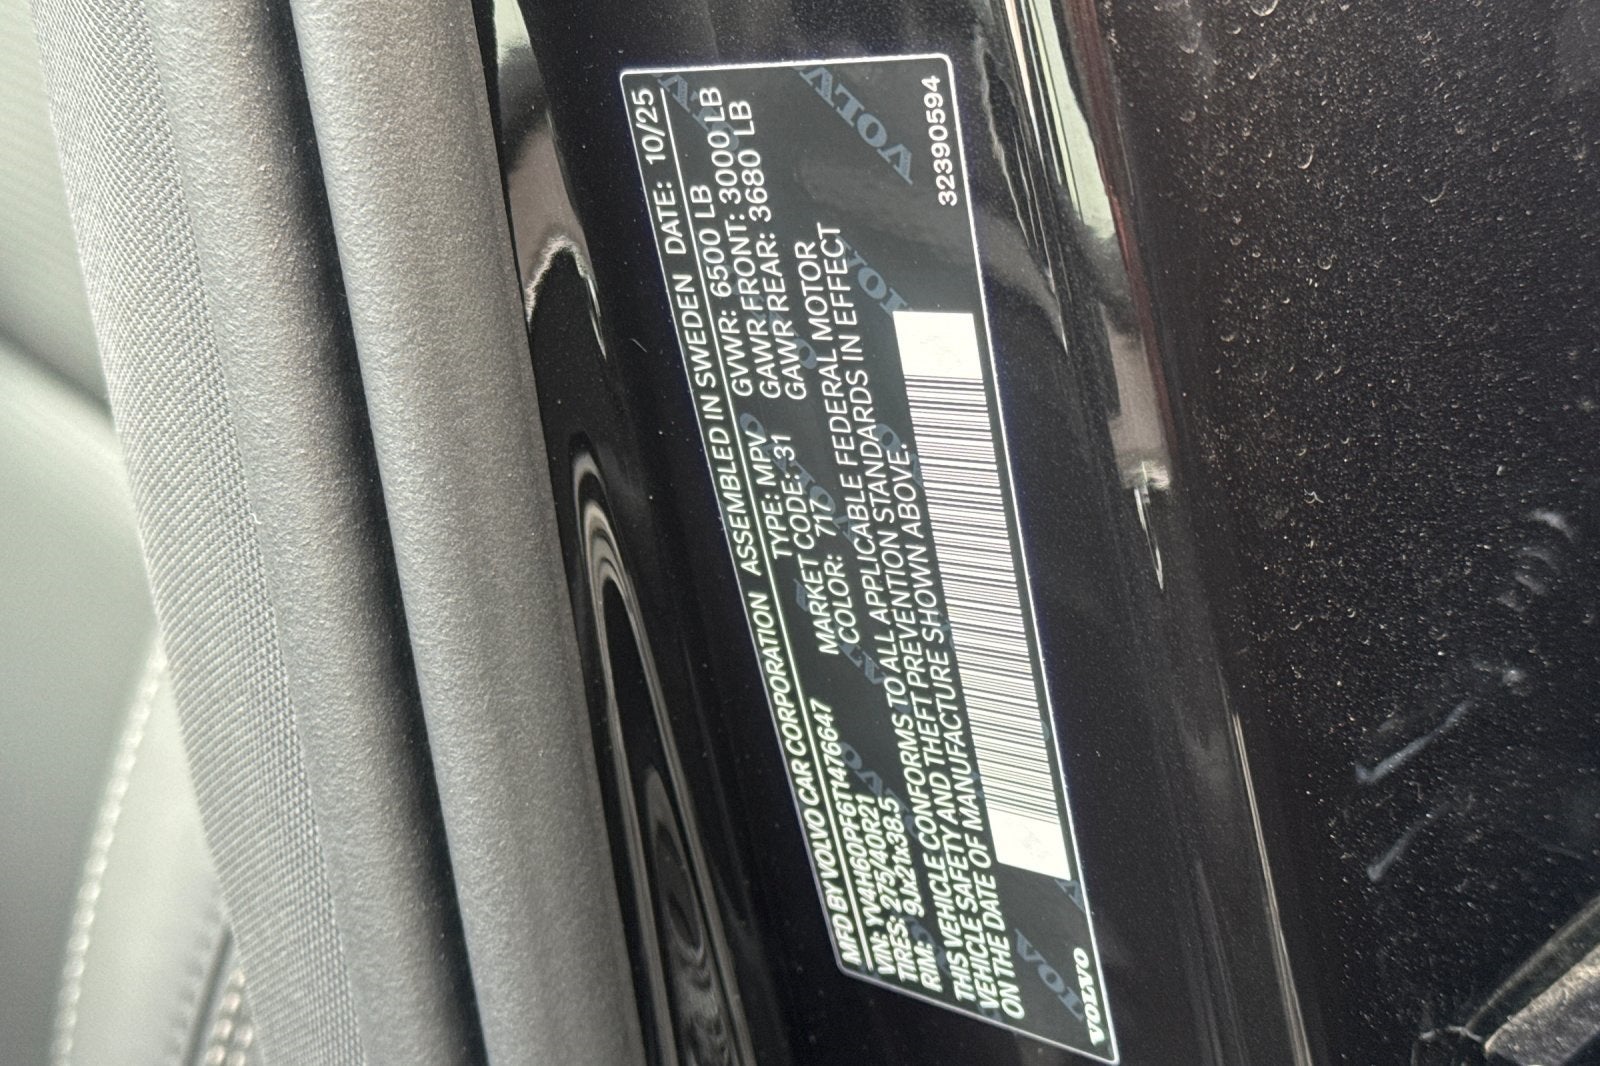 MFD BY VOLVO CAR CORPORATION ASSEMBLED IN SWEDEN DATE: 10/25
VIN: YV4H60PF6T1476647 TYPE: MPV GVWR: 6500 LB
TIRES: 275/40R21 MARKET CODE: 31 GAWR FRONT: 3000 LB
RIM: 9Jx21x38.5 COLOR: 717 GAWR REAR: 3680 LB
THIS VEHICLE CONFORMS TO ALL APPLICABLE FEDERAL MOTOR
VEHICLE SAFETY AND THEFT PREVENTION STANDARDS IN EFFECT
ON THE DATE OF MANUFACTURE SHOWN ABOVE.
VOLVO
32390594